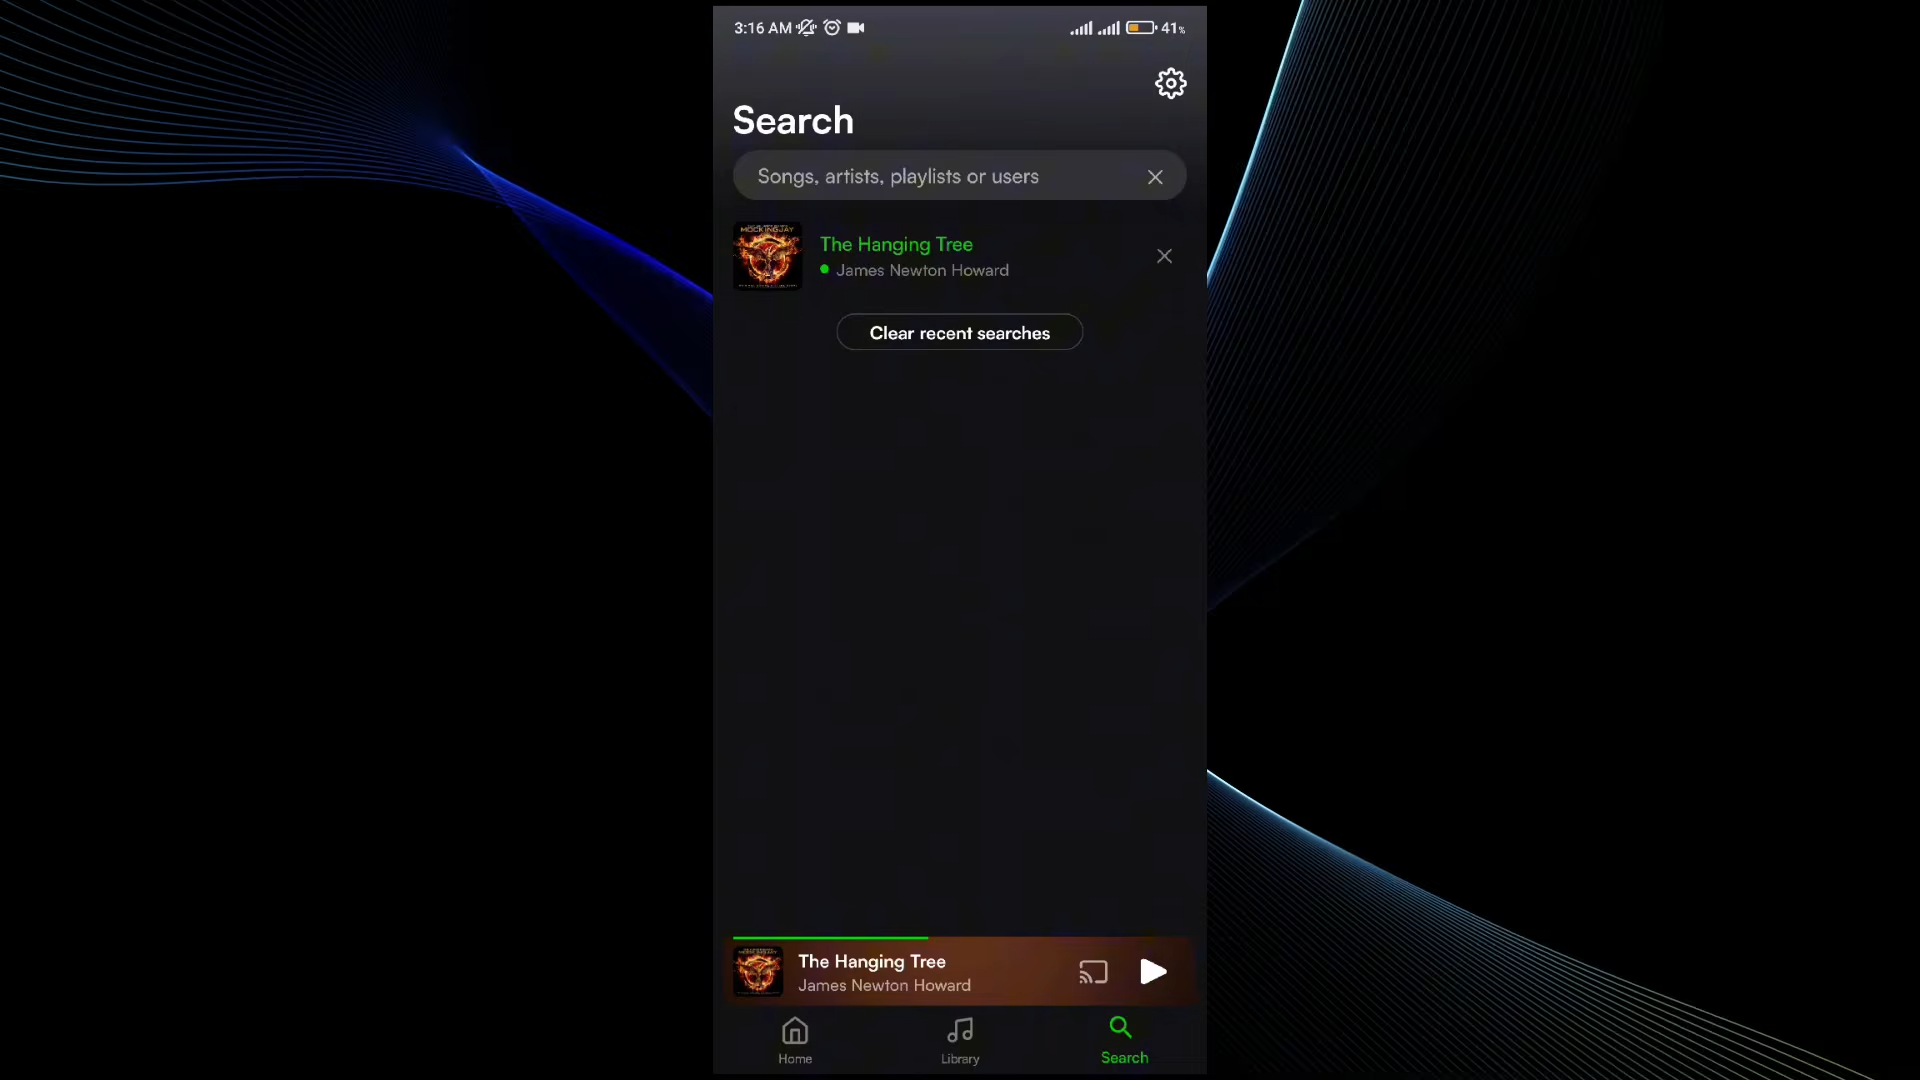 3:16 AM
41%
Search
Songs, artists, playlists or users
MOCKINGJAY
The Hanging Tree
James Newton Howard
Clear recent searches
The Hanging Tree
James Newton Howard
Home
Library
Search